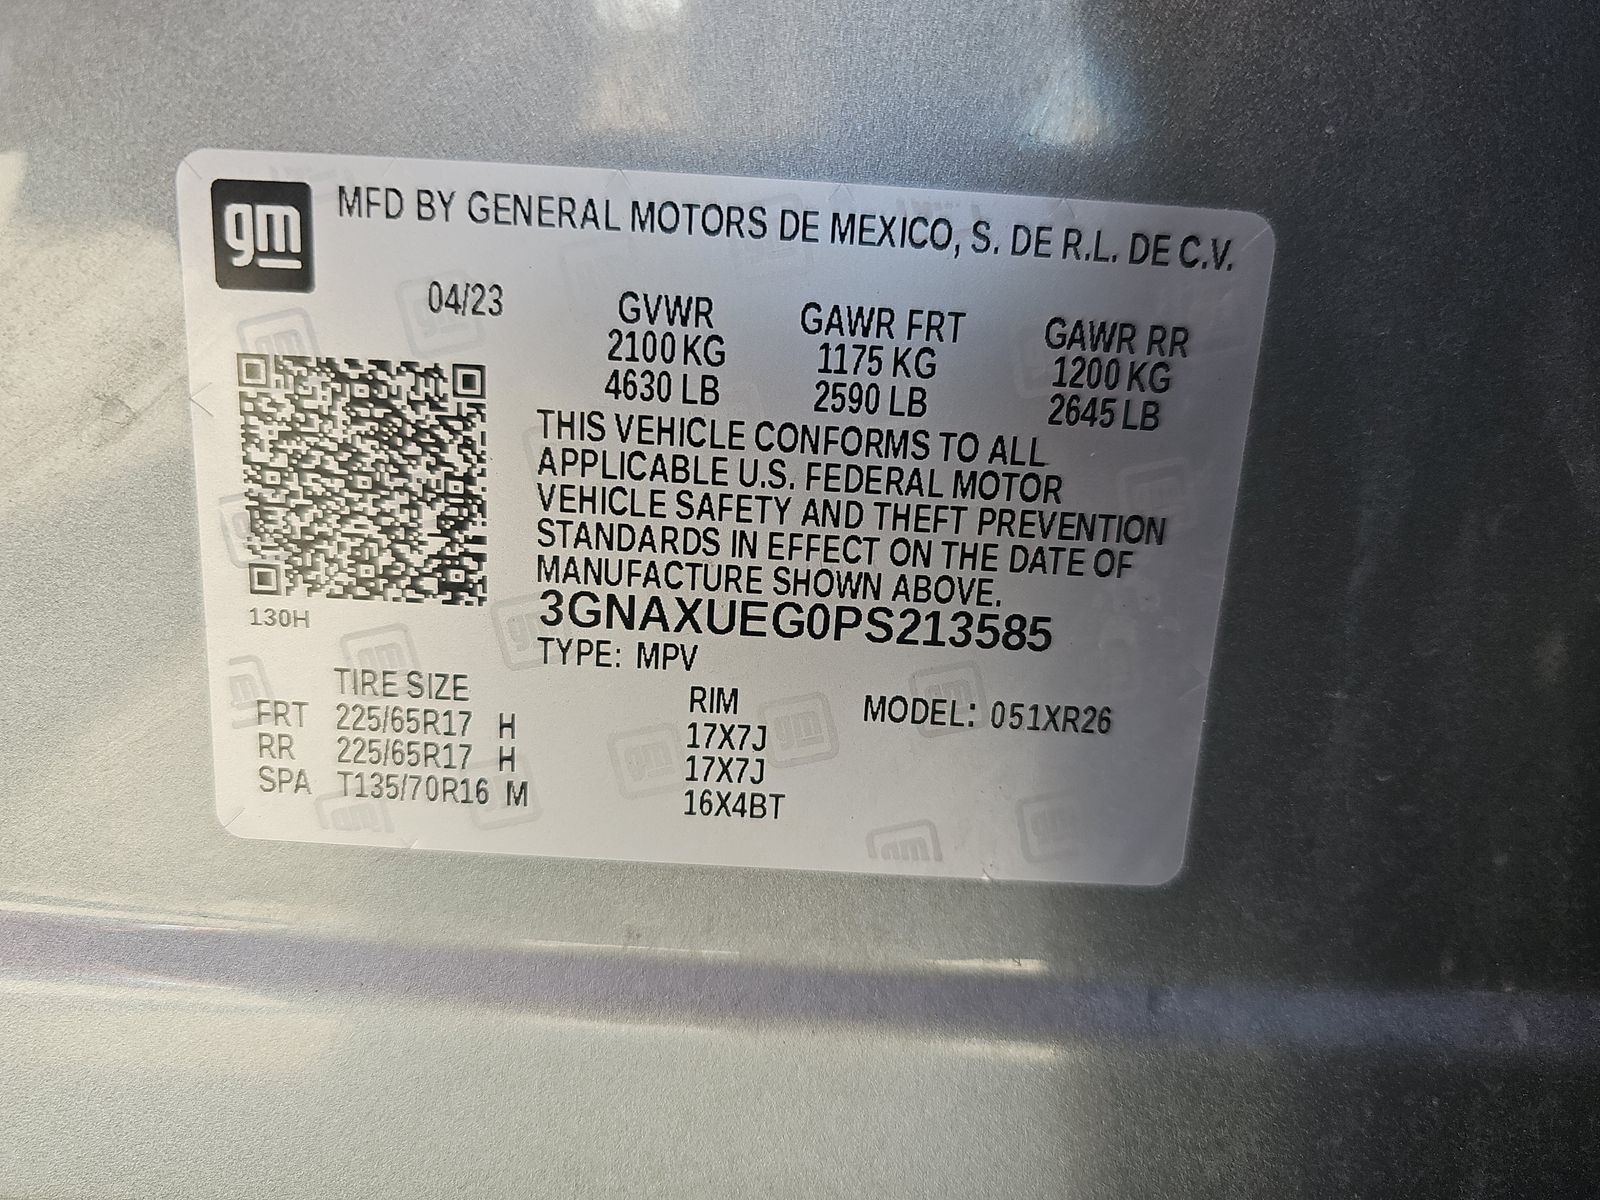 gm
MFD BY GENERAL MOTORS DE MEXICO, S. DE R.L. DE C.V.
04/23
GVWR GAWR FRT GAWR RR
2100 KG 1175 KG 1200 KG
4630 LB 2590 LB 2645 LB
THIS VEHICLE CONFORMS TO ALL
APPLICABLE U.S. FEDERAL MOTOR
VEHICLE SAFETY AND THEFT PREVENTION
STANDARDS IN EFFECT ON THE DATE OF
MANUFACTURE SHOWN ABOVE.
3GNAXUEG0PS213585
130H
TYPE: MPV
TIRE SIZE RIM MODEL: 051XR26
FRT 225/65R17 H 17X7J
RR 225/65R17 H 17X7J
SPA T135/70R16 M 16X4BT